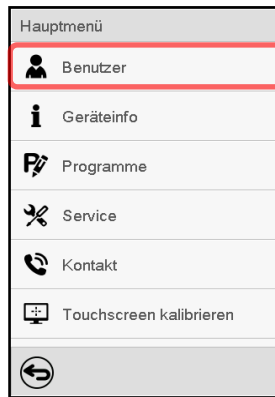 Hauptmenü
Benutzer
Geräteinfo
Programme
Service
Kontakt
Touchscreen kalibrieren